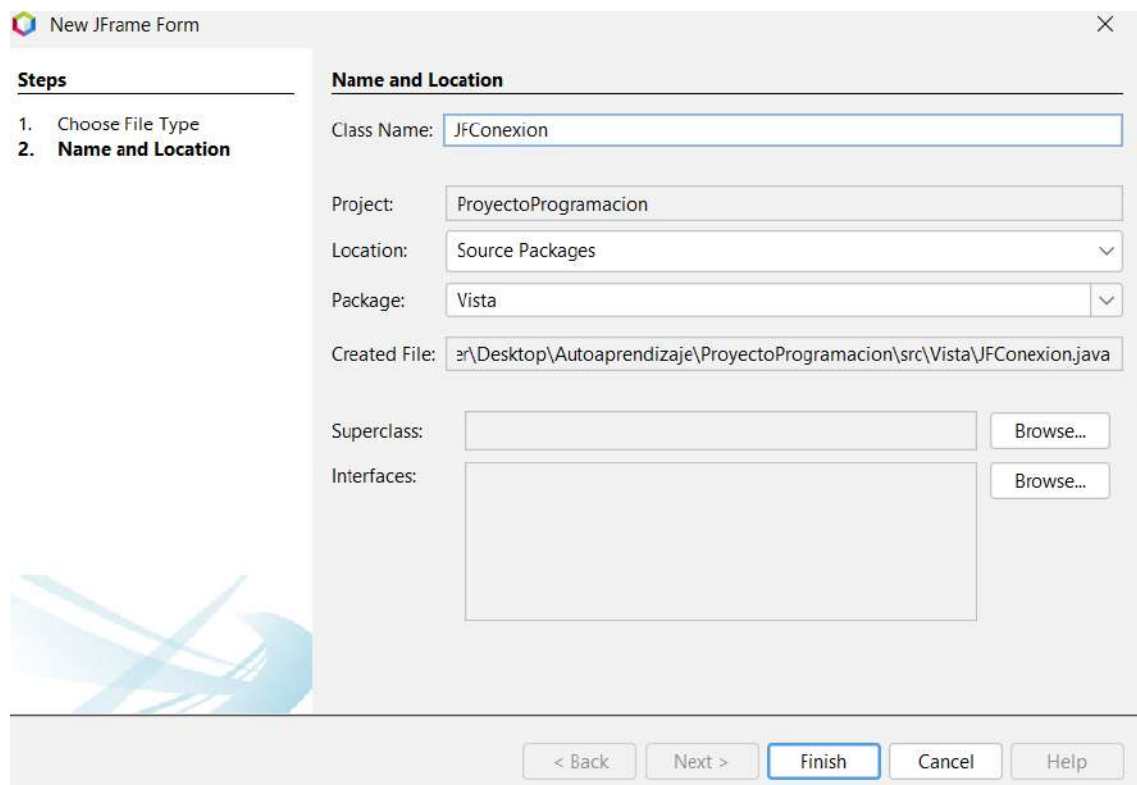 New JFrame Form
Steps
1. Choose File Type
2. Name and Location
Name and Location
Class Name: JFConexion
Project: ProyectoProgramacion
Location: Source Packages
Package: Vista
Created File: er\Desktop\Autoaprendizaje\ProyectoProgramacion\src\Vista\JFConexion.java
Superclass: Browse...
Interfaces: Browse...
< Back Next > Finish Cancel Help